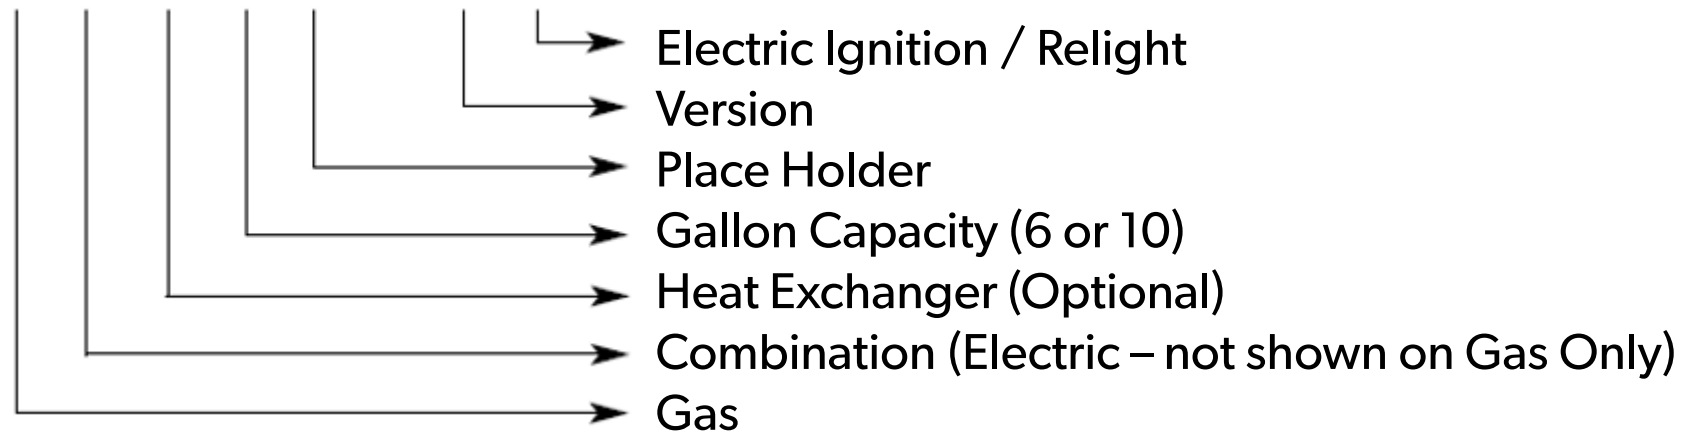 Electric Ignition / Relight
Version
Place Holder
Gallon Capacity (6 or 10)
Heat Exchanger (Optional)
Combination (Electric – not shown on Gas Only)
Gas